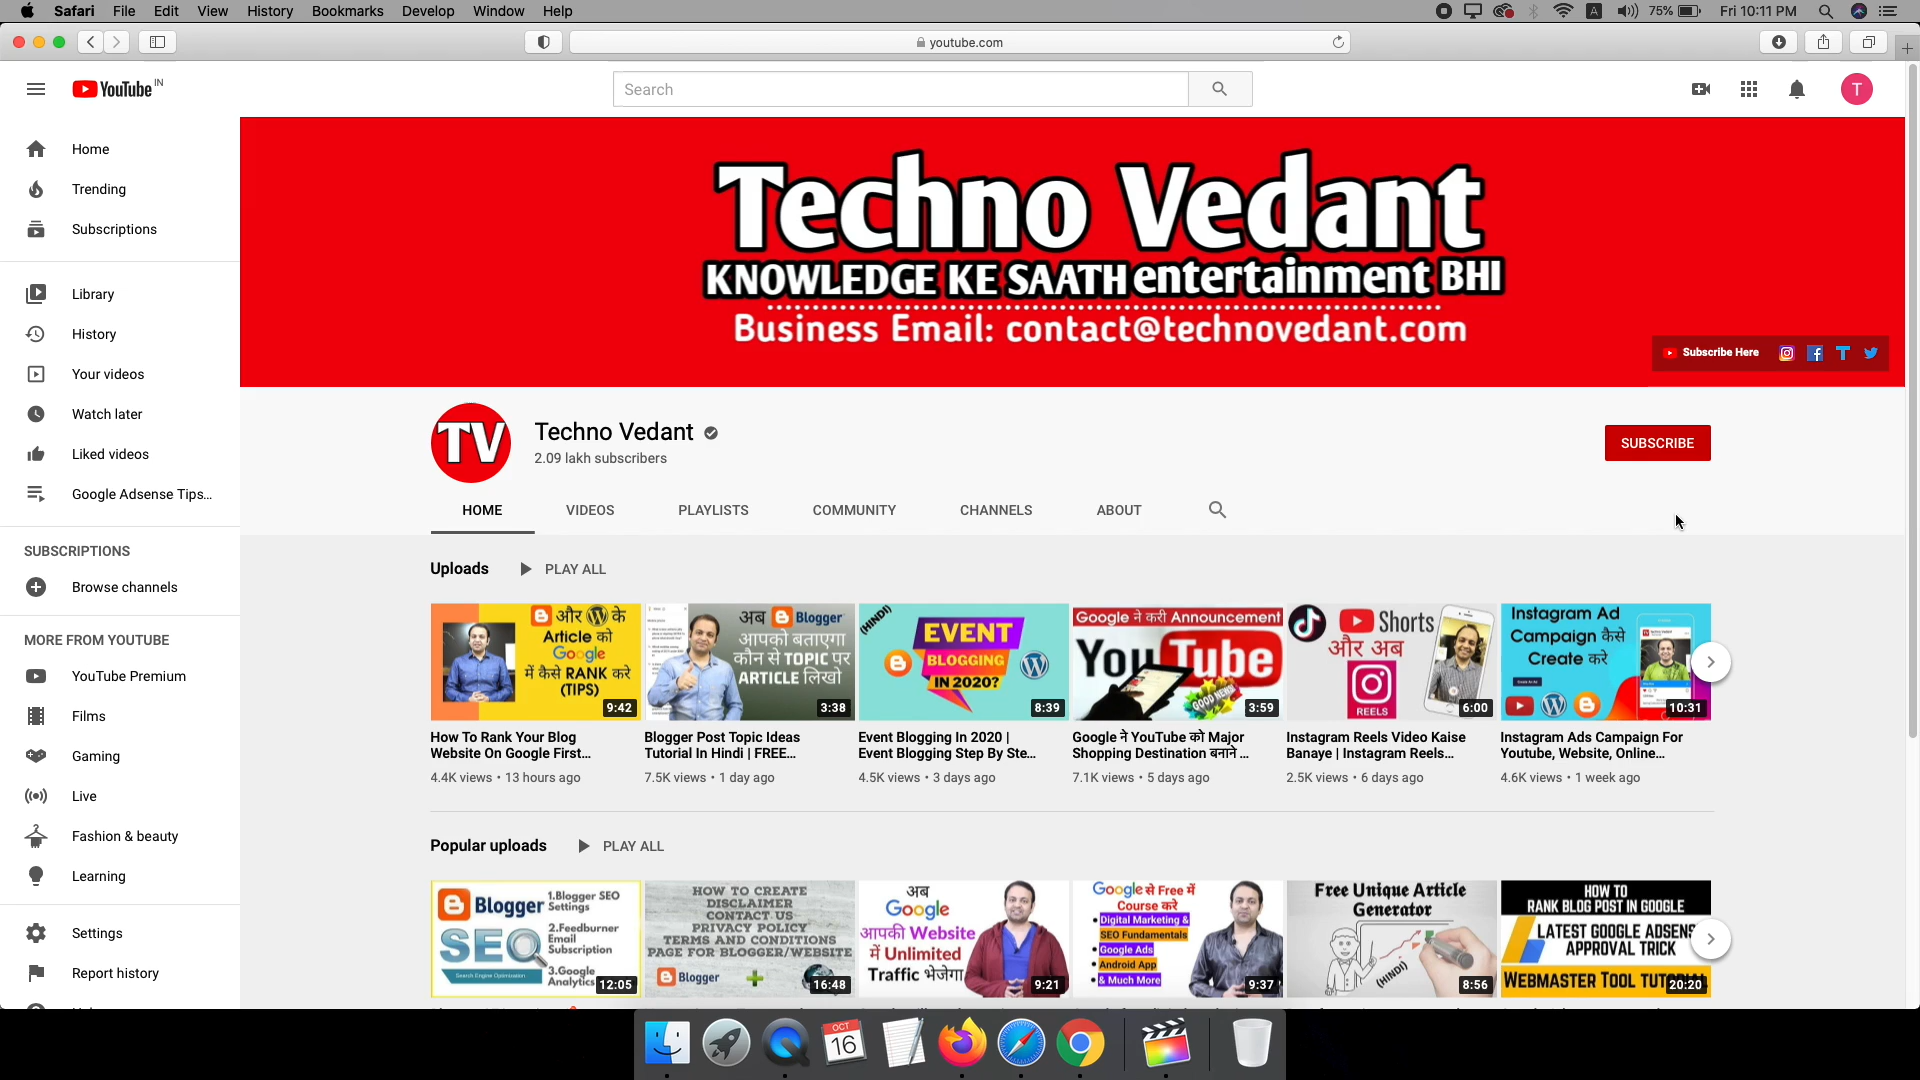 Safari File Edit View History Bookmarks Develop Window Help
75% Fri 10:11 PM
youtube.com
YouTube IN
Search
T
Home
Trending
Subscriptions
Library
History
Your videos
Watch later
Liked videos
Google Adsense Tips...
SUBSCRIPTIONS
Browse channels
MORE FROM YOUTUBE
YouTube Premium
Films
Gaming
Live
Fashion & beauty
Learning
Settings
Report history
Techno Vedant
KNOWLEDGE KE SAATH entertainment BHI
Business Email: contact@technovedant.com
Subscribe Here
TV
Techno Vedant
2.09 lakh subscribers
SUBSCRIBE
HOME VIDEOS PLAYLISTS COMMUNITY CHANNELS ABOUT
Uploads PLAY ALL
और के
Article को
Google
में कैसे RANK करे
(TIPS)
9:42
How To Rank Your Blog
Website On Google First...
4.4K views • 13 hours ago
अब Blogger
आपको बताएगा
कौन से TOPIC पर
ARTICLE लिखो
3:38
Blogger Post Topic Ideas
Tutorial In Hindi | FREE...
7.5K views • 1 day ago
(HINDI)
EVENT
BLOGGING
IN 2020?
8:39
Event Blogging In 2020 |
Event Blogging Step By Ste...
4.5K views • 3 days ago
Google ने करी Announcement
YouTube
GOOD NEWS
3:59
Google ने YouTube को Major
Shopping Destination बनाने ...
7.1K views • 5 days ago
Shorts
और अब
REELS
6:00
Instagram Reels Video Kaise
Banaye | Instagram Reels...
2.5K views • 6 days ago
Instagram Ad
Campaign कैसे
Create करे
10:31
Instagram Ads Campaign For
Youtube, Website, Online...
4.6K views • 1 week ago
Popular uploads PLAY ALL
Blogger
SEO
Search Engine Optimization
1.Blogger SEO
Settings
2.Feedburner
Email
Subscription
3.Google
Analytics
12:05
HOW TO CREATE
DISCLAIMER
CONTACT US
PRIVACY POLICY
TERMS AND CONDITIONS
PAGE FOR BLOGGER/WEBSITE
Blogger
16:48
अब
Google
आपकी Website
में Unlimited
Traffic भेजेगा
9:21
Google से Free में
Course करे
Digital Marketing &
SEO Fundamentals
Google Ads
Android App
& Much More
9:37
Free Unique Article
Generator
(HINDI)
8:56
HOW TO
RANK BLOG POST IN GOOGLE
LATEST GOOGLE ADSENS
APPROVAL TRICK
WEBMASTER TOOL TUT
20:20
OCT
16